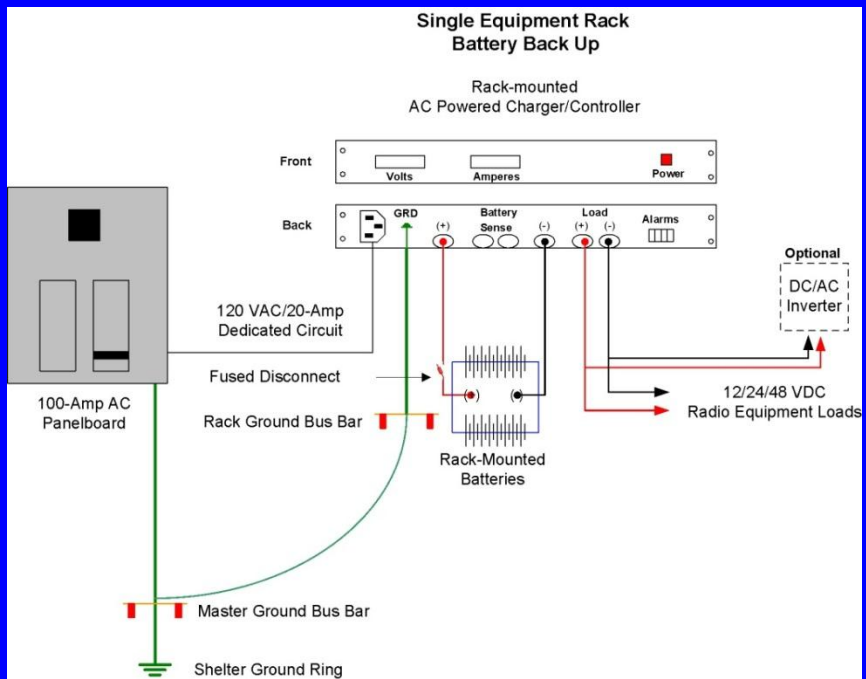 Single Equipment Rack
Battery Back Up
Rack-mounted
AC Powered Charger/Controller
Front
Volts
Amperes
Power
Back
GRD
(+)
Battery
Sense
(-)
Load
(+)
(-)
Alarms
Optional
DC/AC
Inverter
120 VAC/20-Amp
Dedicated Circuit
Fused Disconnect
100-Amp AC
Panelboard
Rack Ground Bus Bar
(-)
(-)
12/24/48 VDC
Radio Equipment Loads
Rack-Mounted
Batteries
Master Ground Bus Bar
Shelter Ground Ring